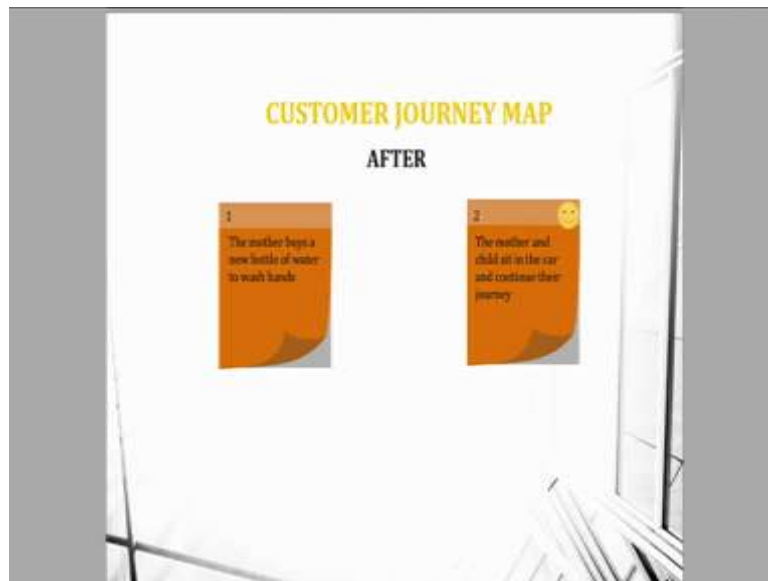 CUSTOMER JOURNEY MAP
AFTER
1
The mother buys a
new bottle of water
to wash hands
2
The mother and
child sit in the car
and continue their
journey